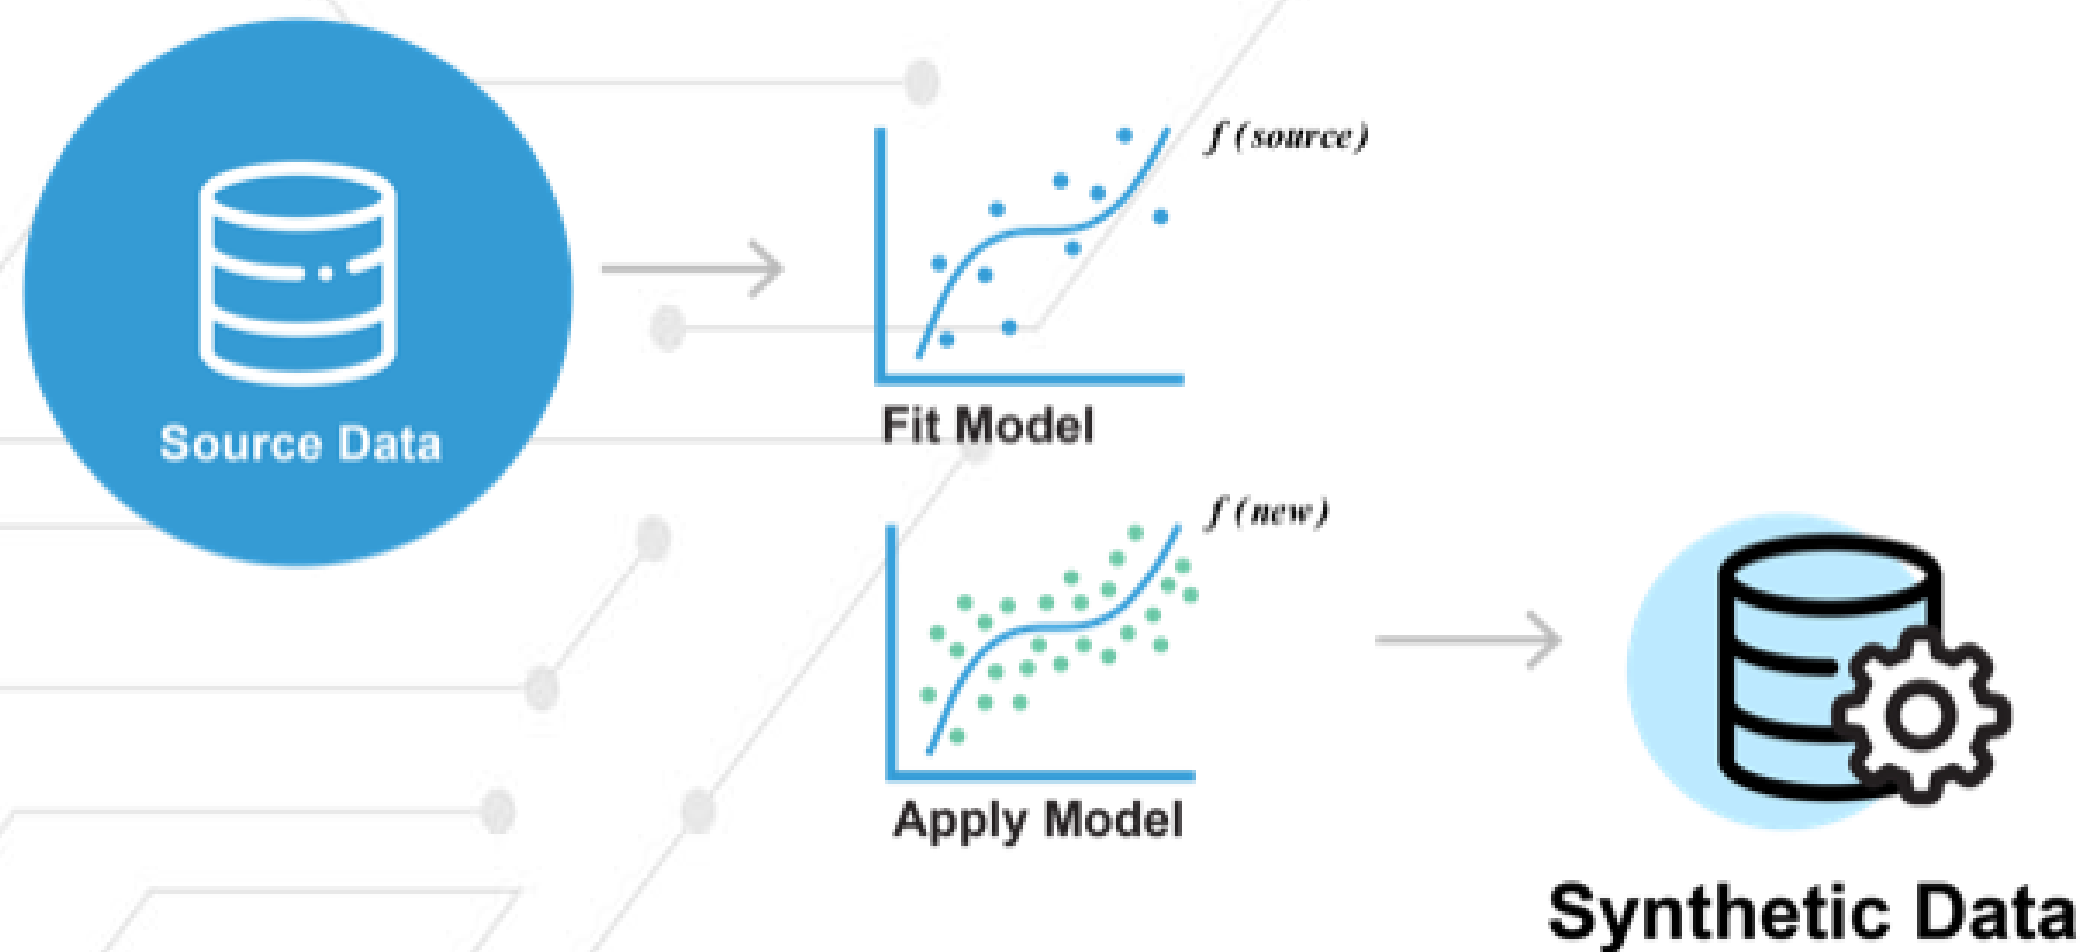 Source Data
f (source)
Fit Model
f (new)
Apply Model
Synthetic Data